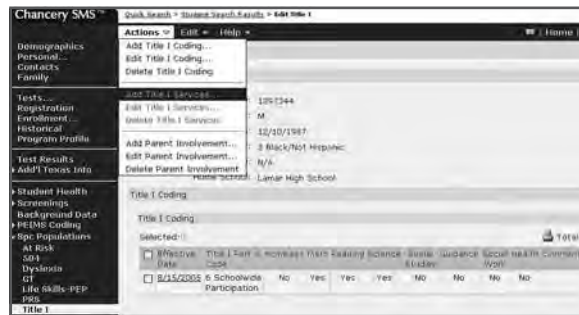 Chancery SMS™
Quick Search > Student Search Results > Edit Title I
Actions Edit Help
Home
Demographics
Personal...
Contacts
Family
Tests...
Registration
Enrollment...
Historical
Program Profile
Test Results
Add'l Texas Info
Student Health
Screenings
Background Data
PEIMS Coding
Spc Populations
At Risk
504
Dyslexia
GT
Life Skills-PEP
PRS
Title I
Add Title I Coding...
Edit Title I Coding...
Delete Title I Coding
Add Title I Services...
Edit Title I Services...
Delete Title I Services
Add Parent Involvement...
Edit Parent Involvement...
Delete Parent Involvement
1297344
M
12/10/1987
3 Black/Not Hispanic
N/A
Home School: Lamar High School
Title I Coding
Title I Coding
Selected:
Total
Effective Date Title I Part A Code Homeless Math Reading Science Social Studies Guidance Social Work Health Comment
8/15/2005 6 Schoolwide Participation No Yes Yes Yes No No No No